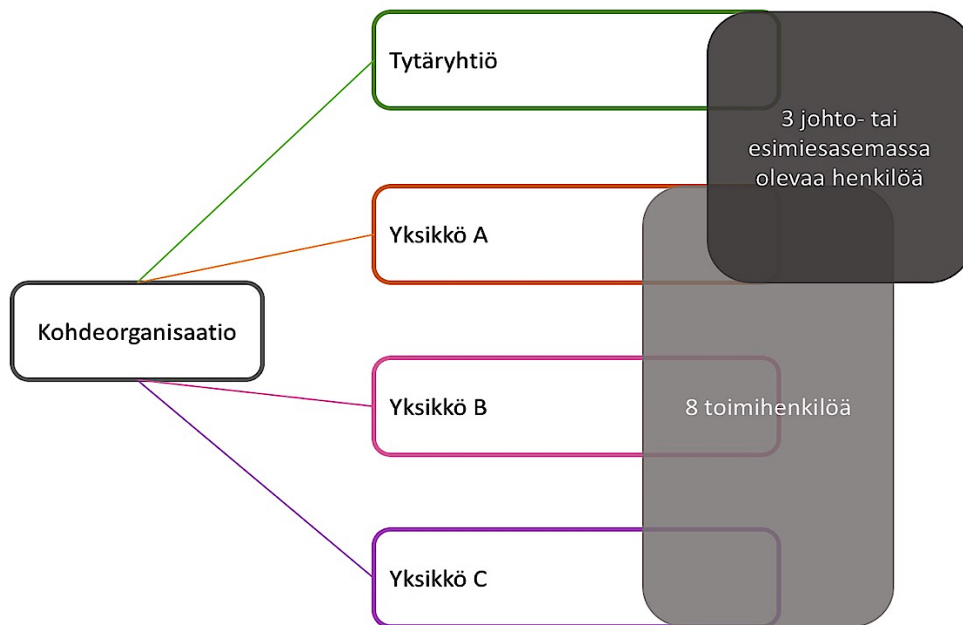 Tytäryhtiö
3 johto- tai
esimiesasemassa
olevaa henkilöä
Yksikkö A
Kohdeorganisaatio
Yksikkö B
8 toimihenkilöä
Yksikkö C